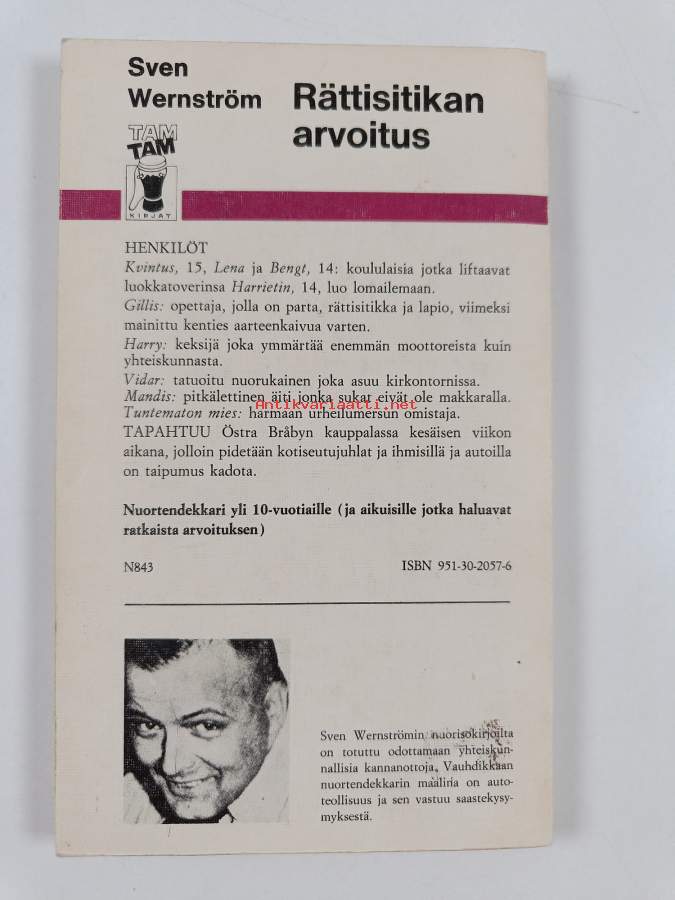 Sven
Wernström
Rättisitikan
arvoitus
TAM
TAM
KIRJAT
HENKILÖT
Kvintus, 15, Lena ja Bengt, 14: koululaisia jotka liftaavat
luokkatoverinsa Harrietin, 14, luo lomailemaan.
Gillis: opettaja, jolla on parta, rättisitikka ja lapio, viimeksi
mainittu kenties aarteenkaivua varten.
Harry: keksijä joka ymmärtää enemmän moottoreista kuin
yhteiskunnasta.
Vidar: tatuoitu nuorukainen joka asuu kirkontornissa.
Mandis: pitkälettinen äiti jonka sukat eivät ole makkaralla.
Antikvariaatti.net
Tuntematon mies: harmaan urheilumersun omistaja.
TAPAHTUU Östra Bråbyn kauppalassa kesäisen viikon
aikana, jolloin pidetään kotiseutujuhlat ja ihmisillä ja autoilla
on taipumus kadota.
Nuortendekkari yli 10-vuotiaille (ja aikuisille jotka haluavat
ratkaista arvoituksen)
N843
ISBN 951-30-2057-6
Sven Wernströmin nuorisokirjoilta
on totuttu odottamaan yhteiskun-
nallisia kannanottoja. Vauhdikkaan
nuortendekkarin maalina on auto-
teollisuus ja sen vastuu saastekysy-
myksestä.